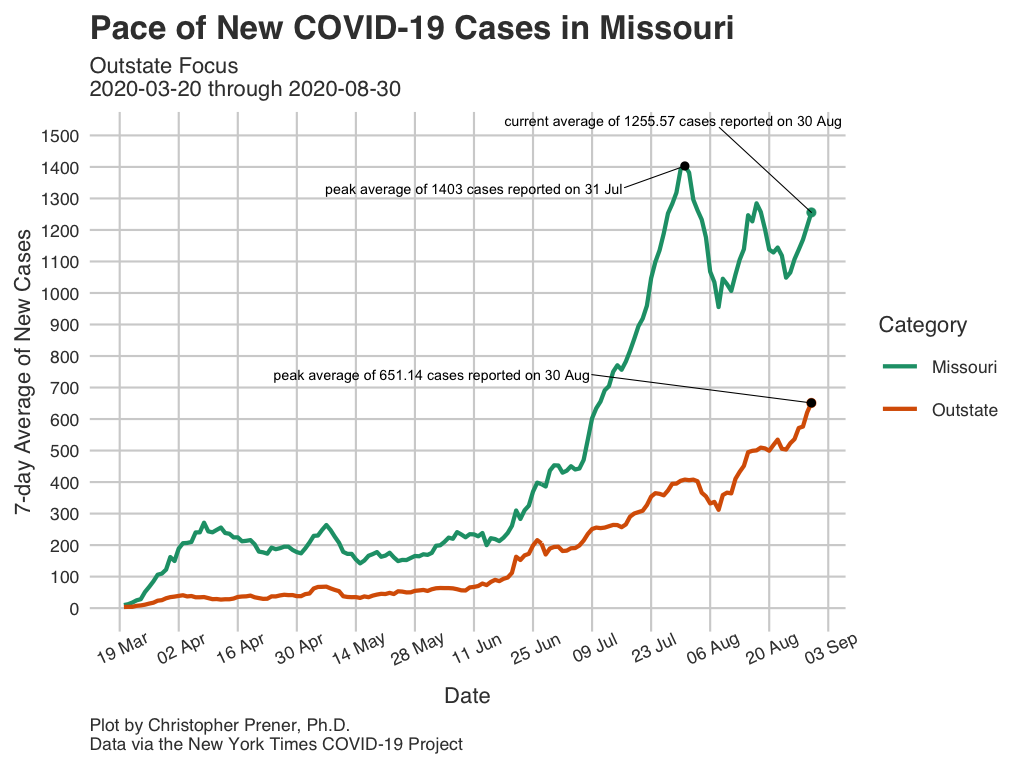 Pace of New COVID-19 Cases in Missouri
Outstate Focus
2020-03-20 through 2020-08-30
current average of 1255.57 cases reported on 30 Aug
peak average of 1403 cases reported on 31 Jul
peak average of 651.14 cases reported on 30 Aug
7-day Average of New Cases
1500
1400
1300
1200
1100
1000
900
800
700
600
500
400
300
200
100
0
19 Mar
02 Apr
16 Apr
30 Apr
14 May
28 May
11 Jun
25 Jun
09 Jul
23 Jul
06 Aug
20 Aug
03 Sep
Date
Category
Missouri
Outstate
Plot by Christopher Prener, Ph.D.
Data via the New York Times COVID-19 Project